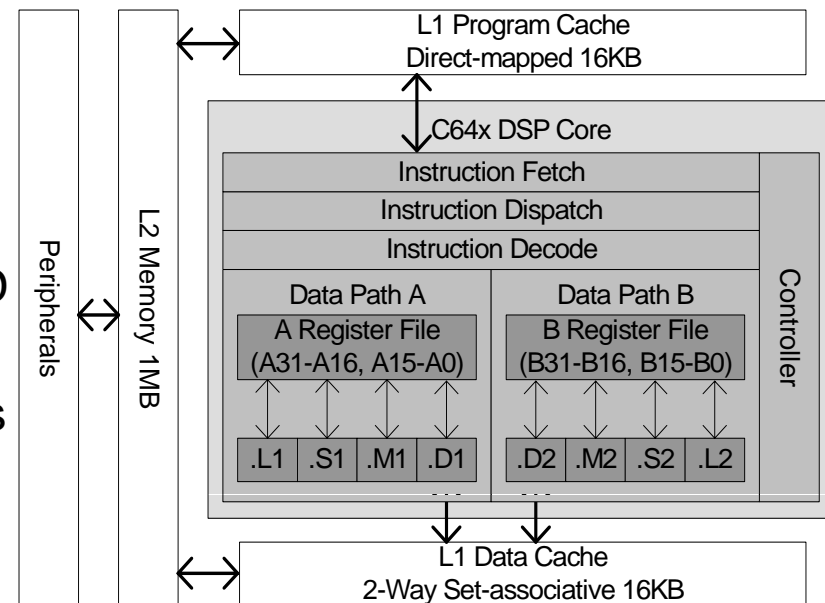 L1 Program Cache
Direct-mapped 16KB
C64x DSP Core
Instruction Fetch
Instruction Dispatch
Instruction Decode
Peripherals
L2 Memory 1MB
Controller
Data Path A
Data Path B
A Register File
(A31-A16, A15-A0)
B Register File
(B31-B16, B15-B0)
.L1 .S1 .M1 .D1
.D2 .M2 .S2 .L2
... ...
L1 Data Cache
2-Way Set-associative 16KB